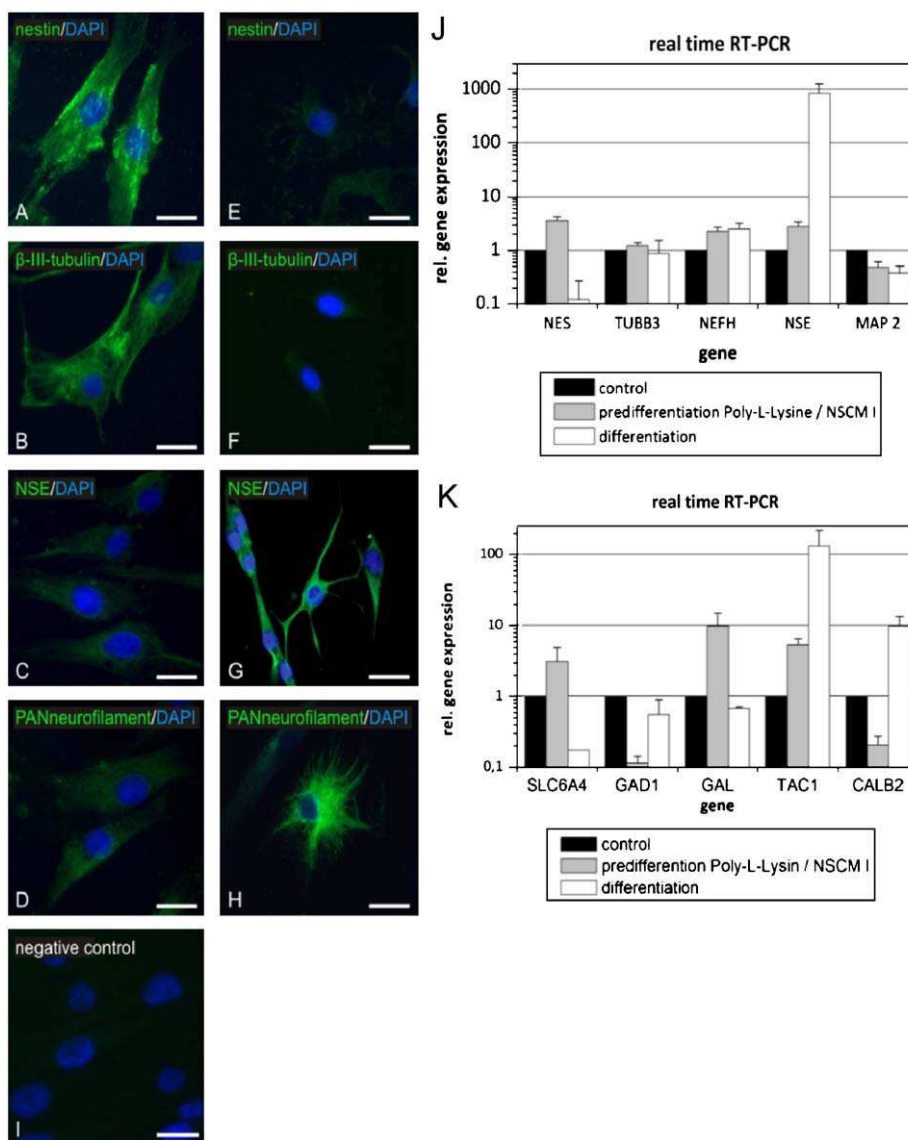 nestin/DAPI
A
β-III-tubulin/DAPI
B
NSE/DAPI
C
PANneurofilament/DAPI
D
negative control
I
nestin/DAPI
E
β-III-tubulin/DAPI
F
NSE/DAPI
G
PANneurofilament/DAPI
H
J
real time RT-PCR
rel. gene expression
1000
100
10
1
0.1
NES TUBB3 NEFH NSE MAP 2
gene
control
predifferentiation Poly-L-Lysine / NSCM I
differentiation
K
real time RT-PCR
rel. gene expression
100
10
1
0,1
SLC6A4 GAD1 GAL TAC1 CALB2
gene
control
predifferention Poly-L-Lysin / NSCM I
differentiation